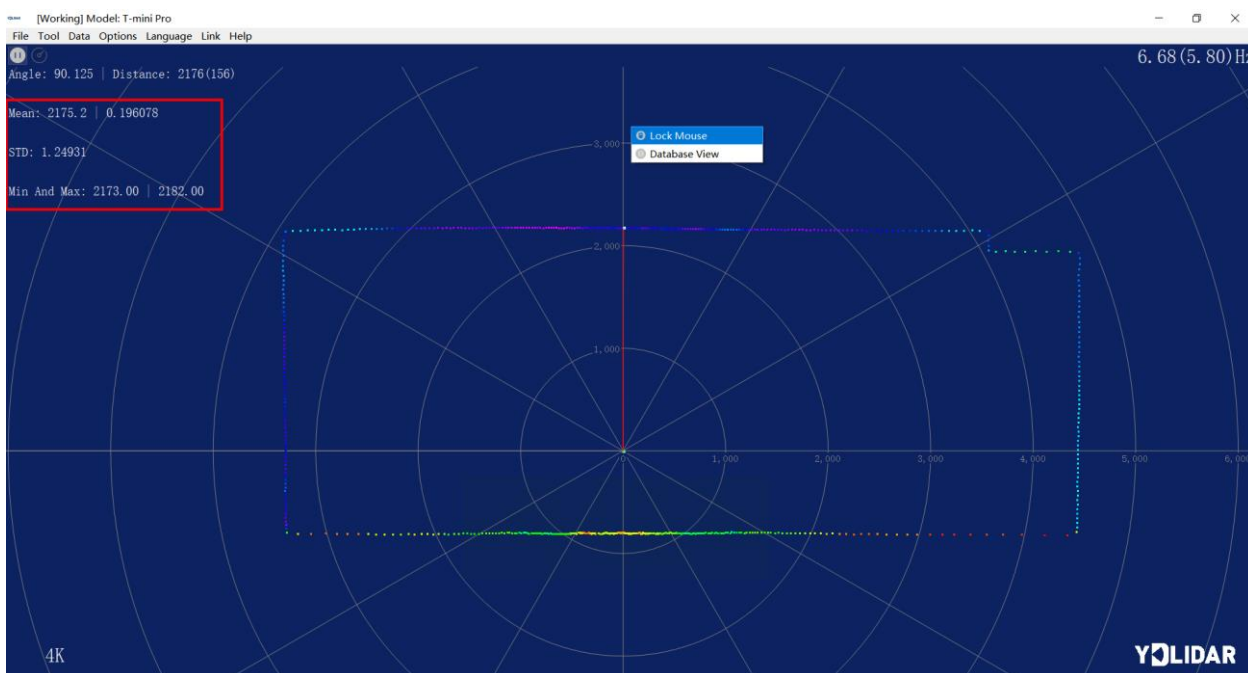 [Working] Model: T-mini Pro
File Tool Data Options Language Link Help
6.68(5.80)Hz
Angle: 90.125 | Distance: 2176(156)
Mean: 2175.2 | 0.196078
STD: 1.24931
Min And Max: 2173.00 | 2182.00
Lock Mouse
Database View
3,000
2,000
1,000
0
1,000
2,000
3,000
4,000
5,000
6,000
4K
YDLIDAR